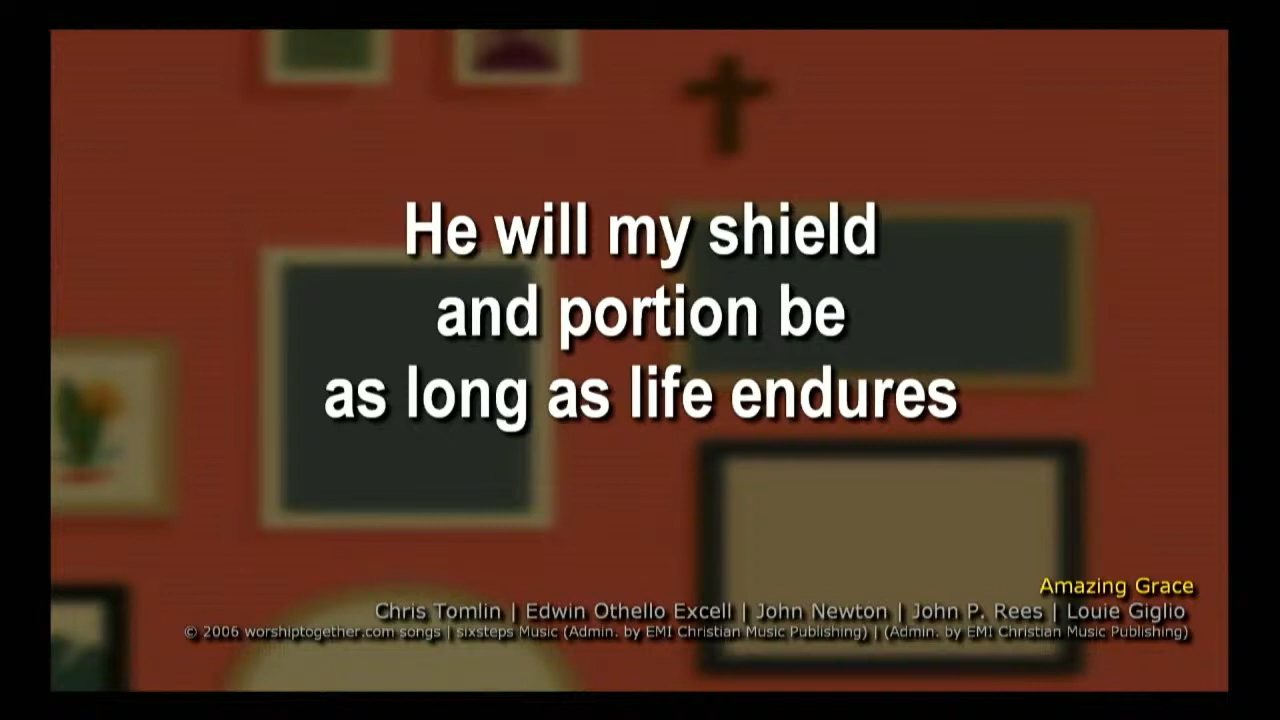 He will my shield
and portion be
as long as life endures
Amazing Grace
Chris Tomlin | Edwin Othello Excell | John Newton | John P. Rees | Louie Giglio
© 2006 worshiptogether.com songs | sixsteps Music (Admin. by EMI Christian Music Publishing) | (Admin. by EMI Christian Music Publishing)